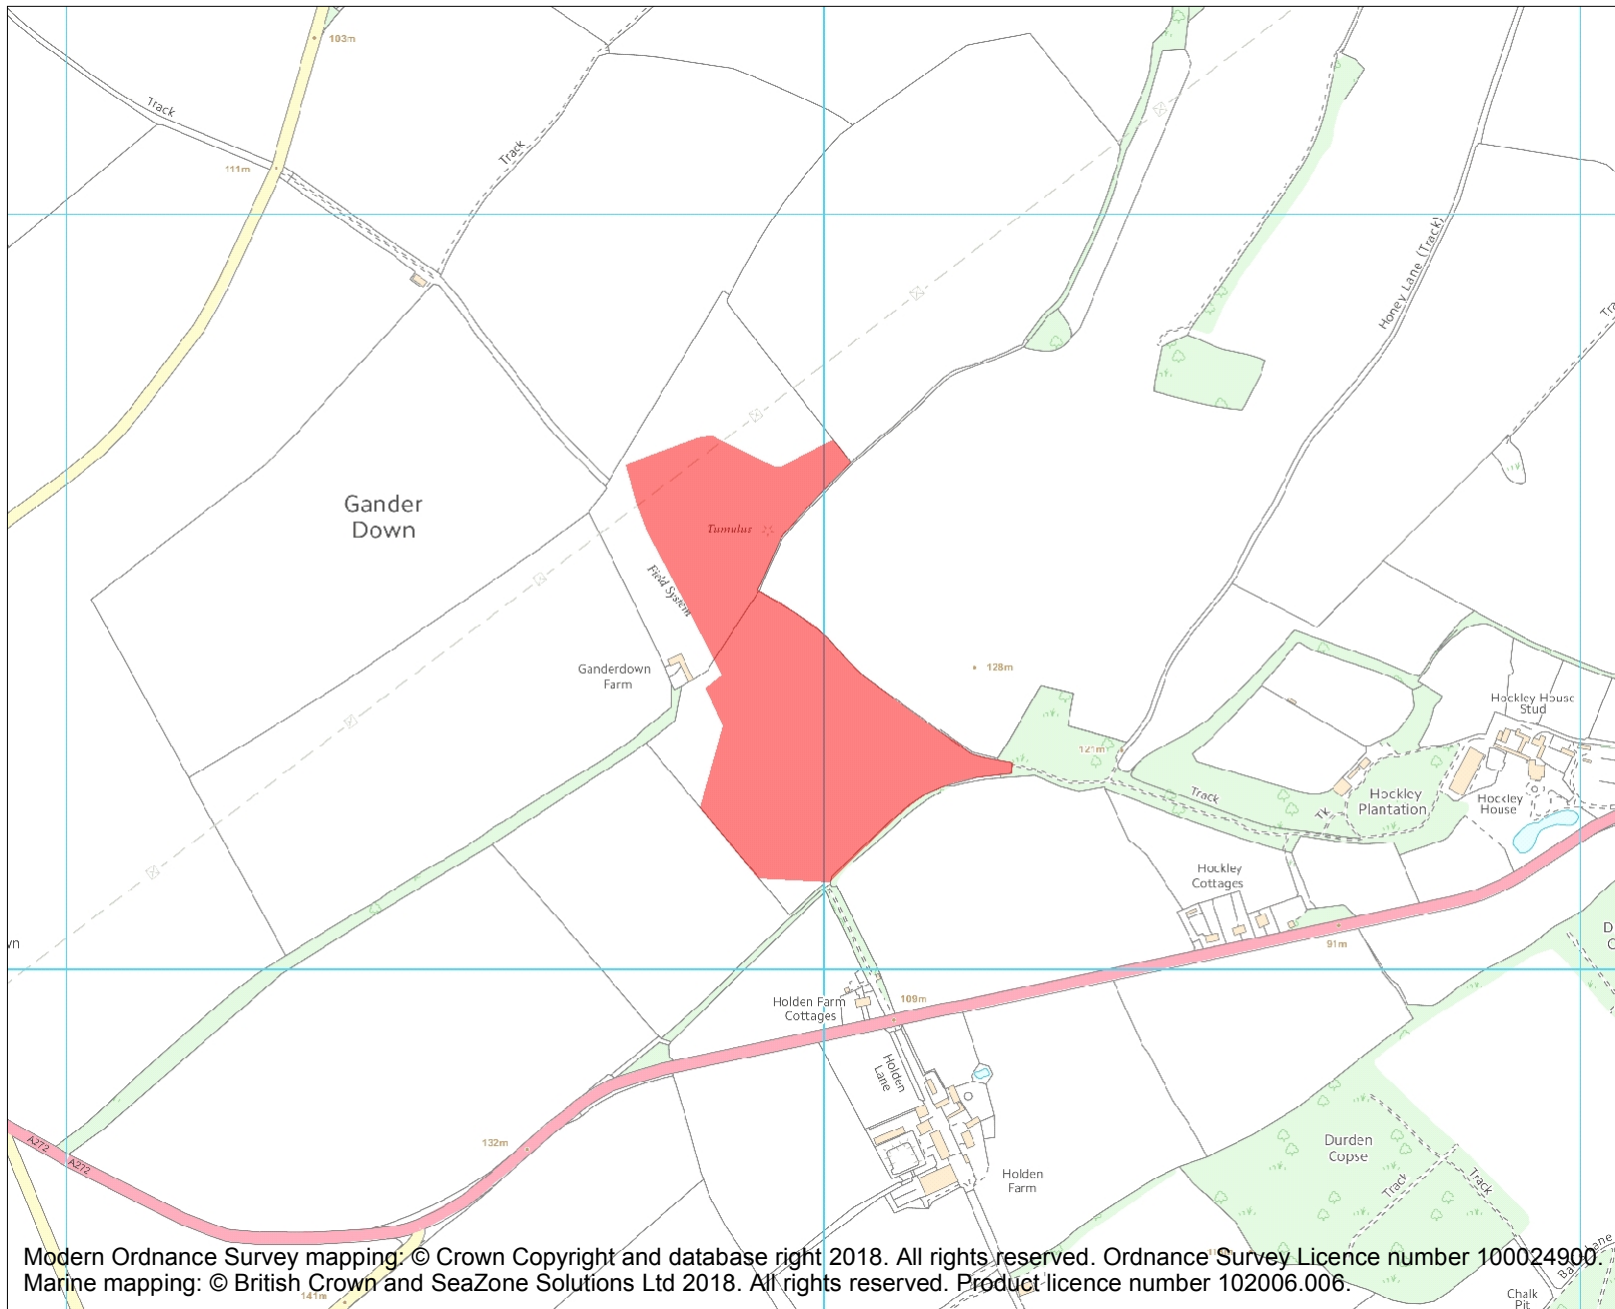 103m
Track
Track
111m
Honey Lane (Track)
Gander
Down
Tumulus
Field System
Ganderdown
Farm
128m
121m
Hockley House
Stud
Track
Tk
Hockley
Plantation
Hockley
House
Hockley
Cottages
91m
Holden Farm
Cottages
109m
Holden
Lane
132m
A272
A272
Durden
Copse
Track
Track
Holden
Farm
141m
Chalk
Pit
Modern Ordnance Survey mapping: © Crown Copyright and database right 2018. All rights reserved. Ordnance Survey Licence number 100024900.
Marine mapping: © British Crown and SeaZone Solutions Ltd 2018. All rights reserved. Product licence number 102006.006.